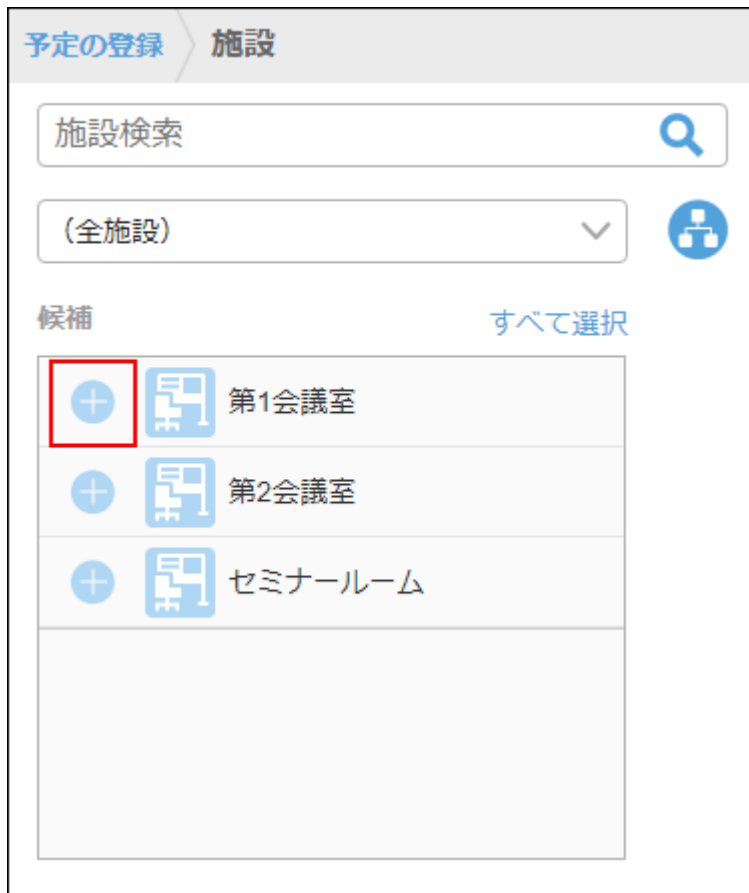 予定の登録 施設
施設検索
（全施設）
候補 すべて選択
第1会議室
第2会議室
セミナールーム